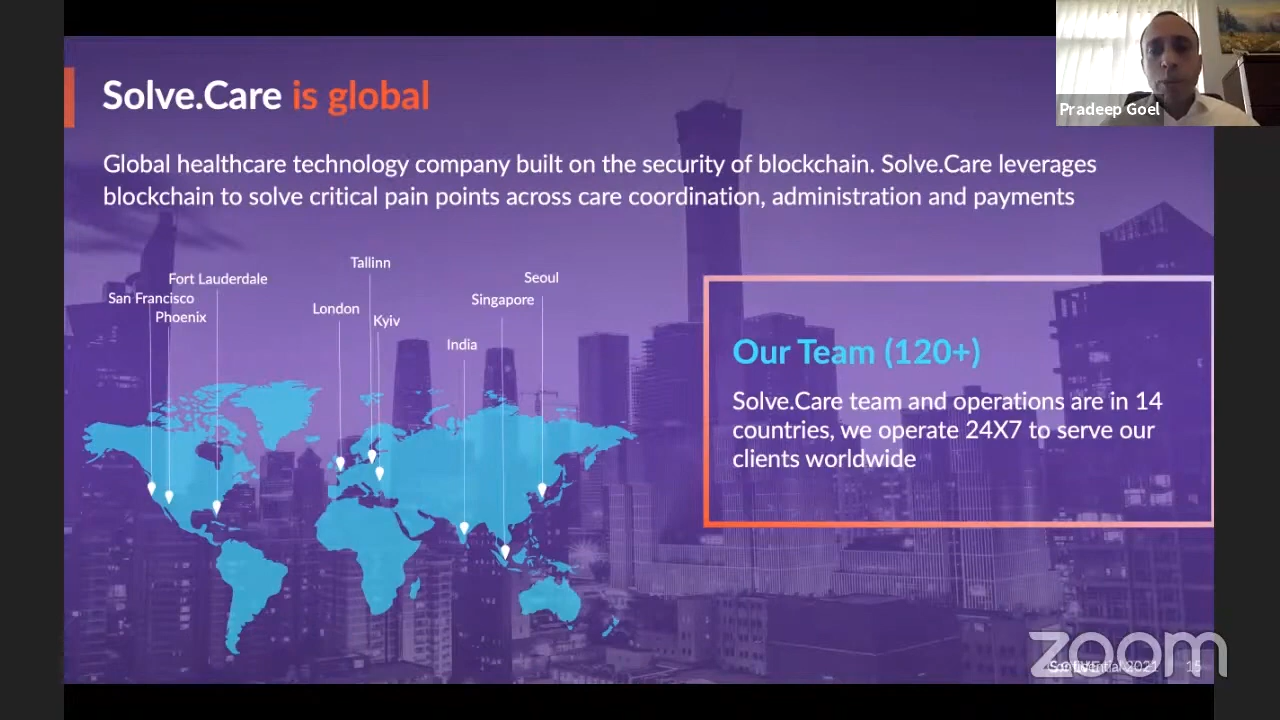 Solve.Care is global
Pradeep Goel
Global healthcare technology company built on the security of blockchain. Solve.Care leverages
blockchain to solve critical pain points across care coordination, administration and payments
Tallinn
Fort Lauderdale
Seoul
San Francisco
Singapore
London
Phoenix
Kyiv
India
Our Team (120+)
Solve.Care team and operations are in 14
countries, we operate 24X7 to serve our
clients worldwide
zoom
2021
15